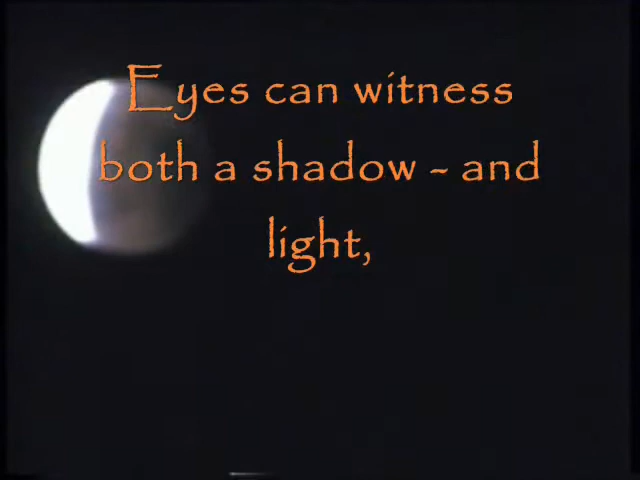 Eyes can witness
both a shadow - and
light,